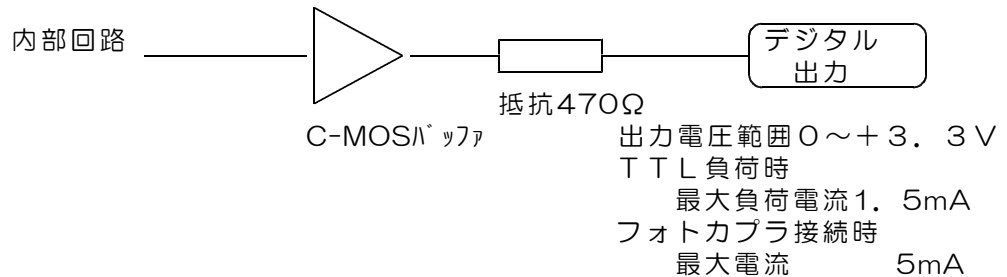 内部回路
デジタル
出力
抵抗470Ω
C-MOSバッファ
出力電圧範囲0~+3.3V
TTL負荷時
最大負荷電流1.5mA
フォトカプラ接続時
最大電流 5mA